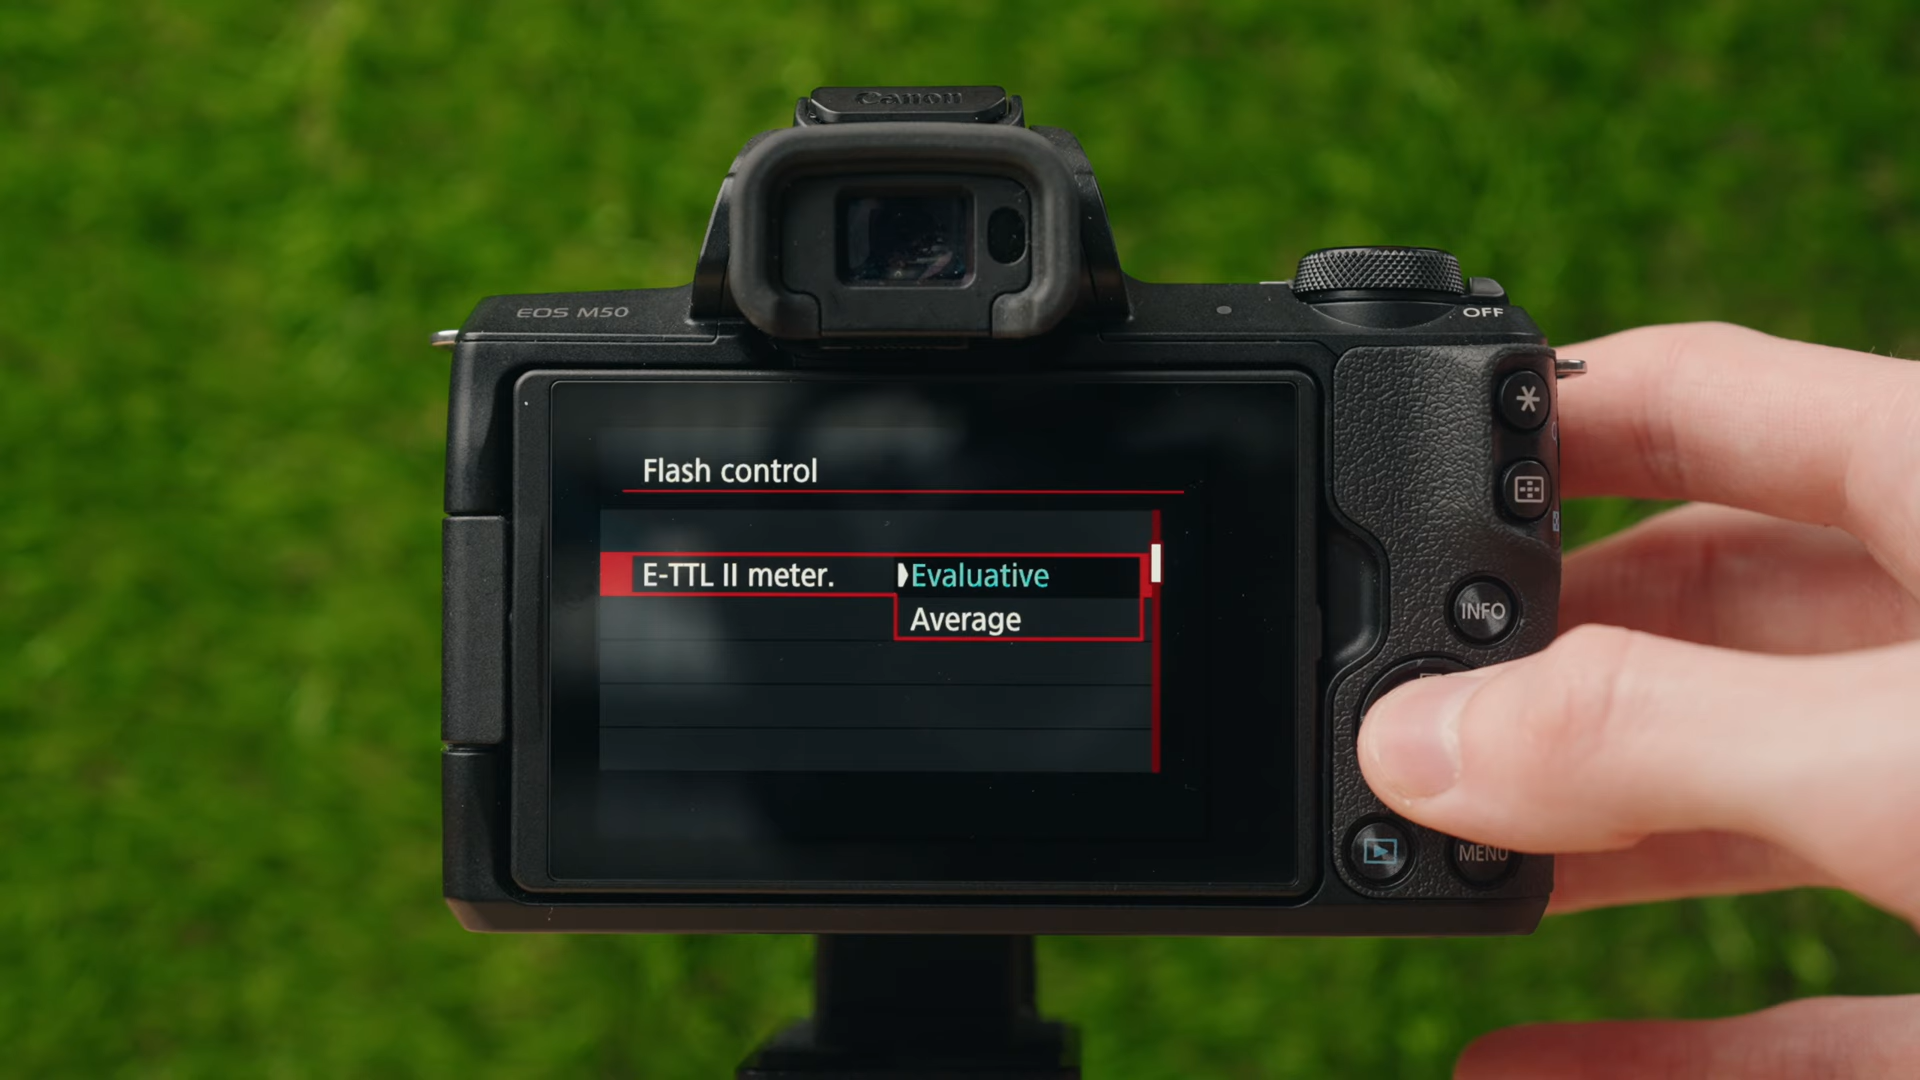 Canon
EOS M50
OFF
Flash control
E-TTL II meter. Evaluative
Average
INFO
MENU